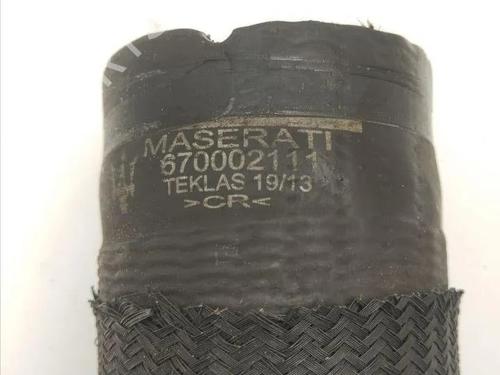 MASERATI
670002111
TEKLAS 19/13
>CR<